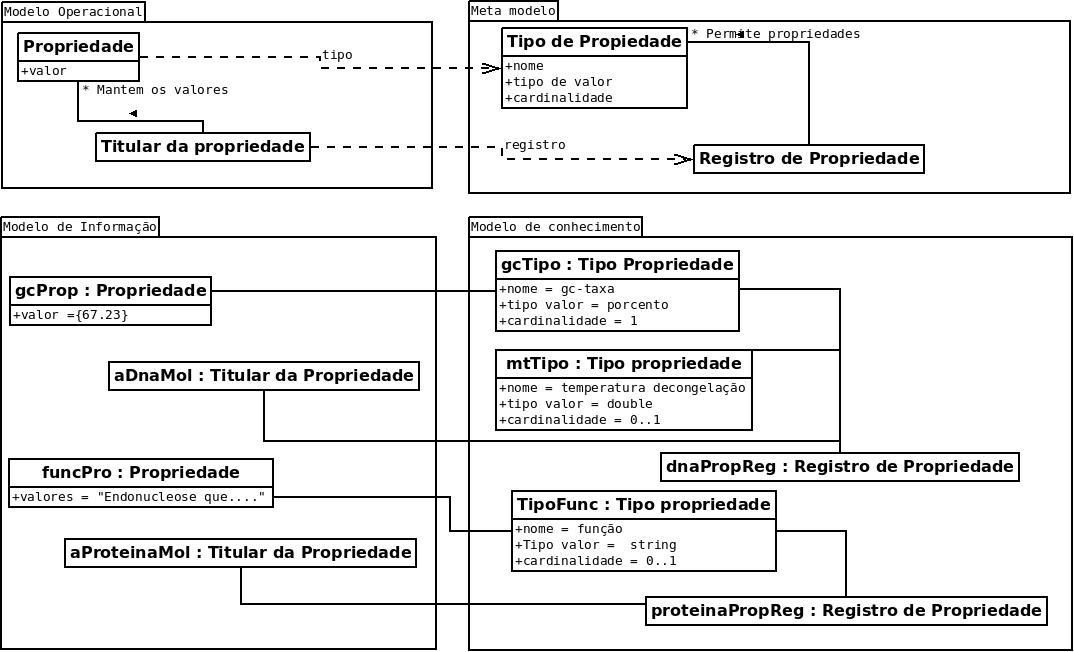 Modelo Operacional
Propriedade
+valor
* Mantem os valores
Titular da propriedade
tipo
registro
Meta modelo
Tipo de Propiedade
+nome
+tipo de valor
+cardinalidade
* Permite propriedades
Registro de Propriedade
Modelo de Informação
gcProp : Propriedade
+valor ={67.23}
aDnaMol : Titular da Propriedade
funcPro : Propriedade
+valores = "Endonucleose que...."
aProteinaMol : Titular da Propriedade
Modelo de conhecimento
gcTipo : Tipo Propriedade
+nome = gc-taxa
+tipo valor = porcento
+cardinalidade = 1
mtTipo : Tipo propriedade
+nome = temperatura decongelação
+tipo valor = double
+cardinalidade = 0..1
dnaPropReg : Registro de Propriedade
TipoFunc : Tipo propriedade
+nome = função
+Tipo valor =  string
+cardinalidade = 0..1
proteinaPropReg : Registro de Propriedade